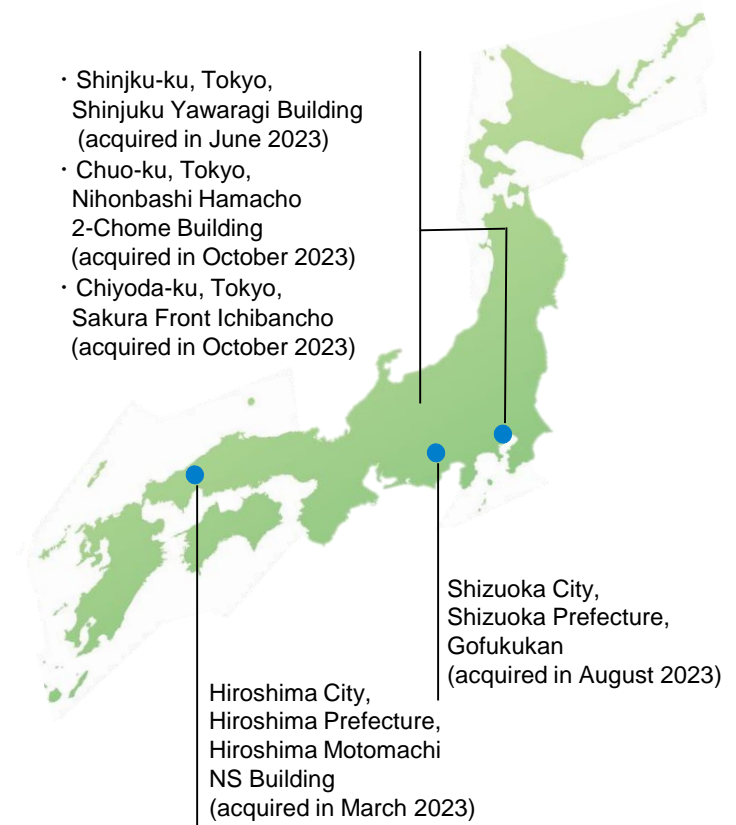 ・Shinjku-ku, Tokyo,
Shinjuku Yawaragi Building
(acquired in June 2023)
・Chuo-ku, Tokyo,
Nihonbashi Hamacho
2-Chome Building
(acquired in October 2023)
・Chiyoda-ku, Tokyo,
Sakura Front Ichibancho
(acquired in October 2023)
Shizuoka City,
Shizuoka Prefecture,
Gofukukan
(acquired in August 2023)
Hiroshima City,
Hiroshima Prefecture,
Hiroshima Motomachi
NS Building
(acquired in March 2023)